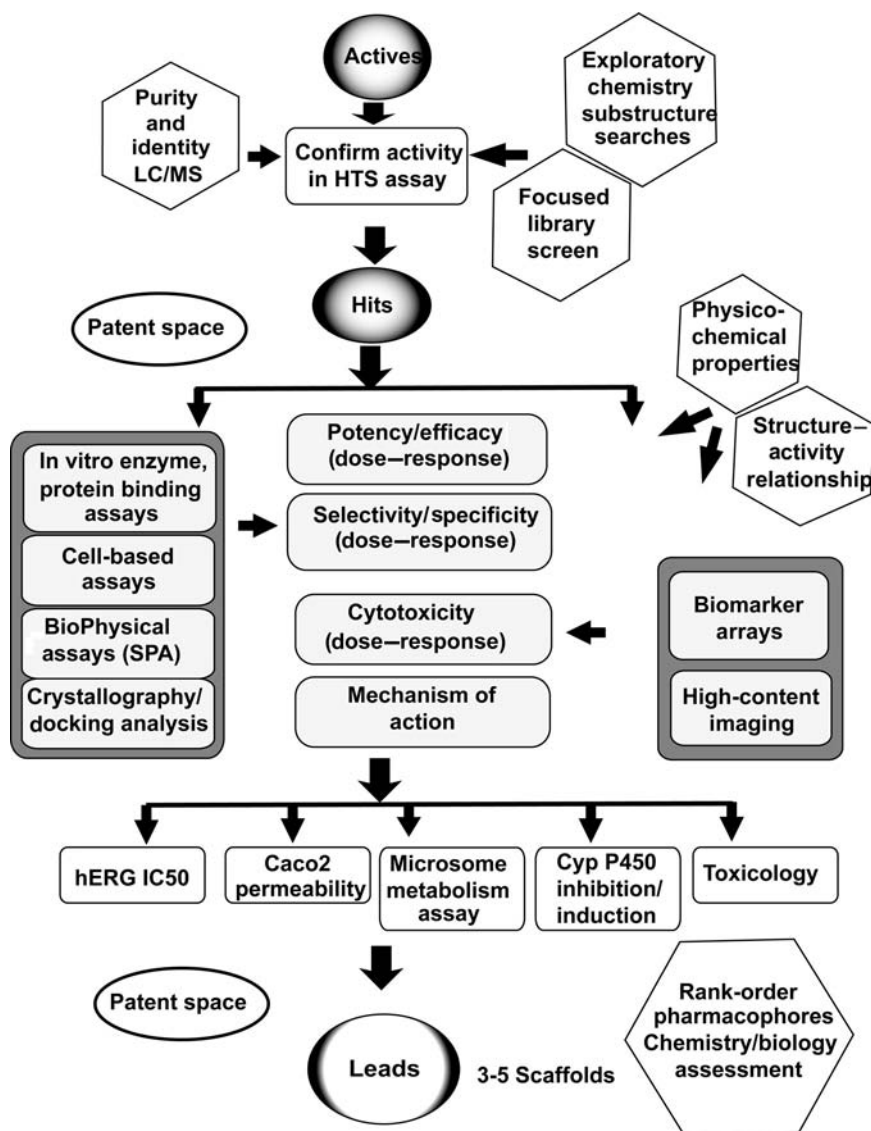 Actives
Purity
and
identity
LC/MS
Confirm activity
in HTS assay
Exploratory
chemistry
substructure
searches
Focused
library
screen
Hits
Patent space
Physico-
chemical
properties
Structure–
activity
relationship
In vitro enzyme,
protein binding
assays
Cell-based
assays
BioPhysical
assays (SPA)
Crystallography/
docking analysis
Potency/efficacy
(dose–response)
Selectivity/specificity
(dose–response)
Cytotoxicity
(dose–response)
Mechanism of
action
Biomarker
arrays
High-content
imaging
hERG IC50
Caco2
permeability
Microsome
metabolism
assay
Cyp P450
inhibition/
induction
Toxicology
Patent space
Leads
3-5 Scaffolds
Rank-order
pharmacophores
Chemistry/biology
assessment